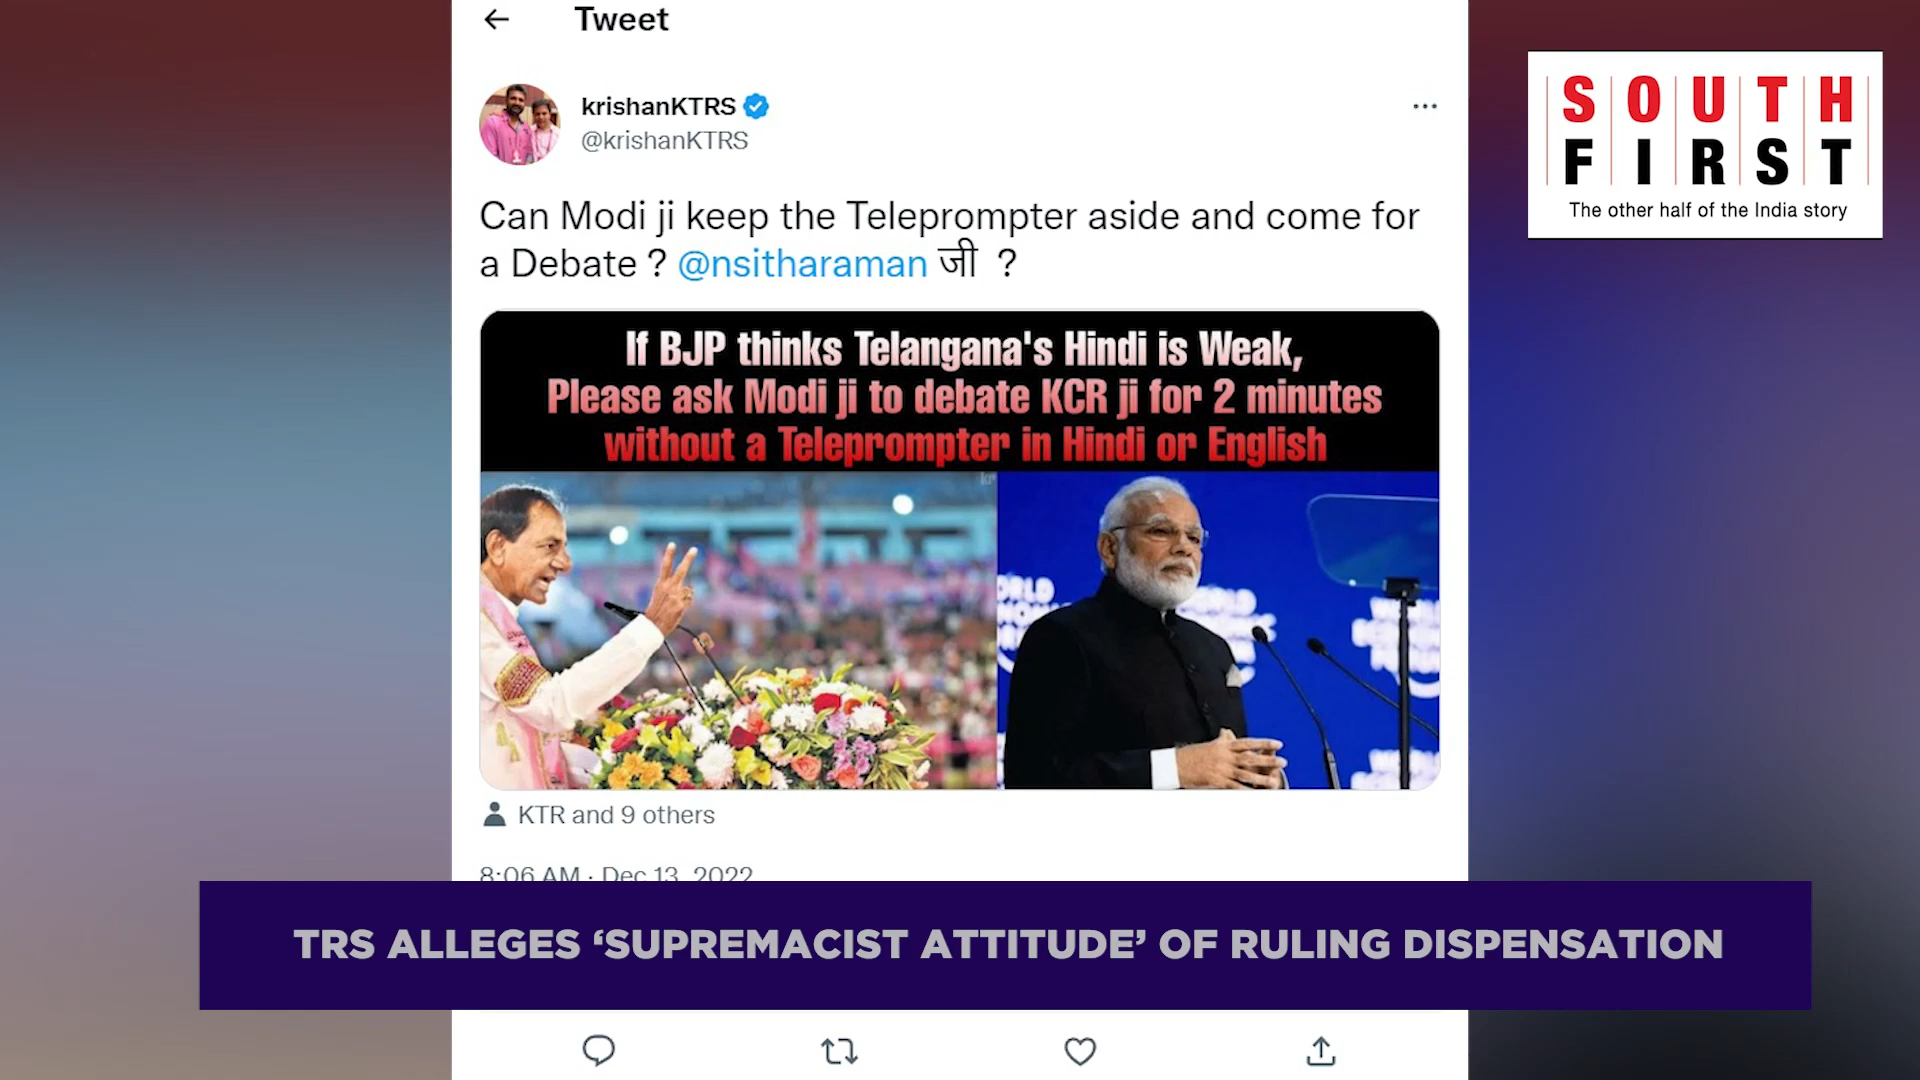 Tweet
krishanKTRS
@krishanKTRS
Can Modi ji keep the Teleprompter aside and come for
a Debate ? @nsitharaman जी ?
If BJP thinks Telangana's Hindi is Weak,
Please ask Modi ji to debate KCR ji for 2 minutes
without a Teleprompter in Hindi or English
KTR and 9 others
8:06 AM · Dec 13, 2022
TRS ALLEGES ‘SUPREMACIST ATTITUDE’ OF RULING DISPENSATION
SOUTH
FIRST
The other half of the India story